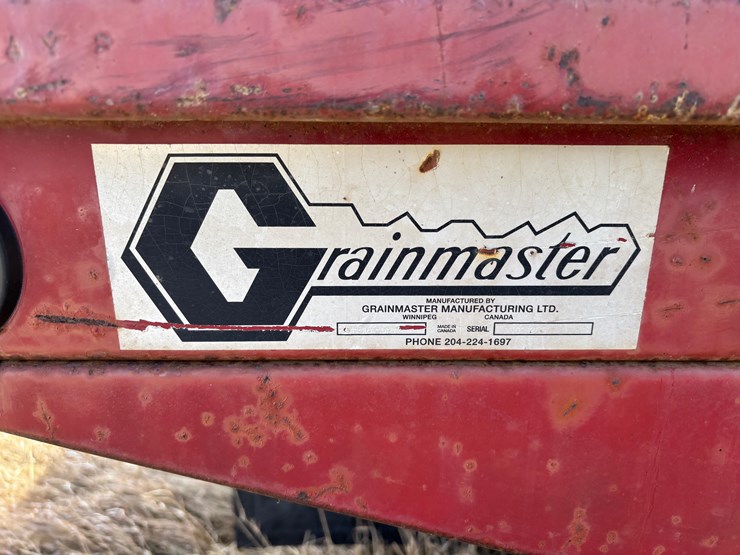 Grainmaster
MANUFACTURED BY
GRAINMASTER MANUFACTURING LTD.
WINNIPEG CANADA
MADE IN
CANADA SERIAL
PHONE 204-224-1697